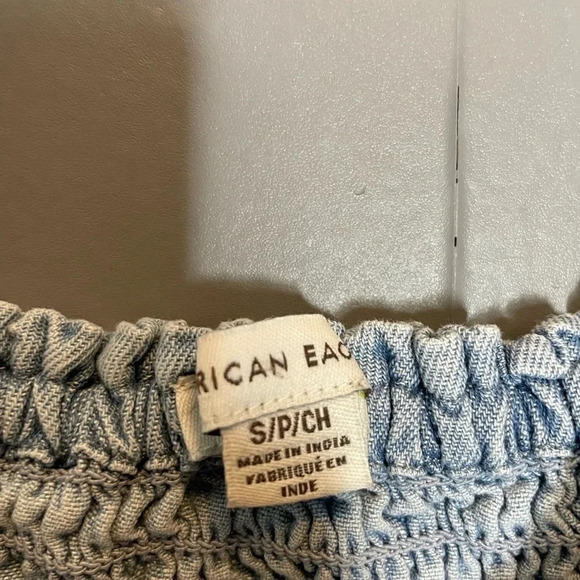 RICAN EAG
S/P/CH
MADE IN INDIA
FABRIQUÉ EN
INDE